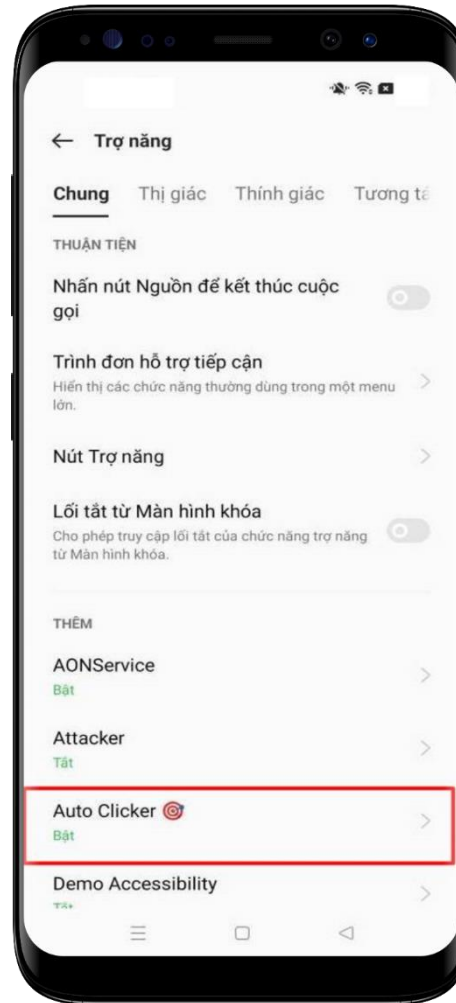 Trợ năng
Chung Thị giác Thính giác Tương tá
THUẬN TIỆN
Nhấn nút Nguồn để kết thúc cuộc
gọi
Trình đơn hỗ trợ tiếp cận
Hiển thị các chức năng thường dùng trong một menu
lớn.
Nút Trợ năng
Lối tắt từ Màn hình khóa
Cho phép truy cập lối tắt của chức năng trợ năng
từ Màn hình khóa.
THÊM
AONService
Bật
Attacker
Tắt
Auto Clicker 🎯
Bật
Demo Accessibility
Tắt